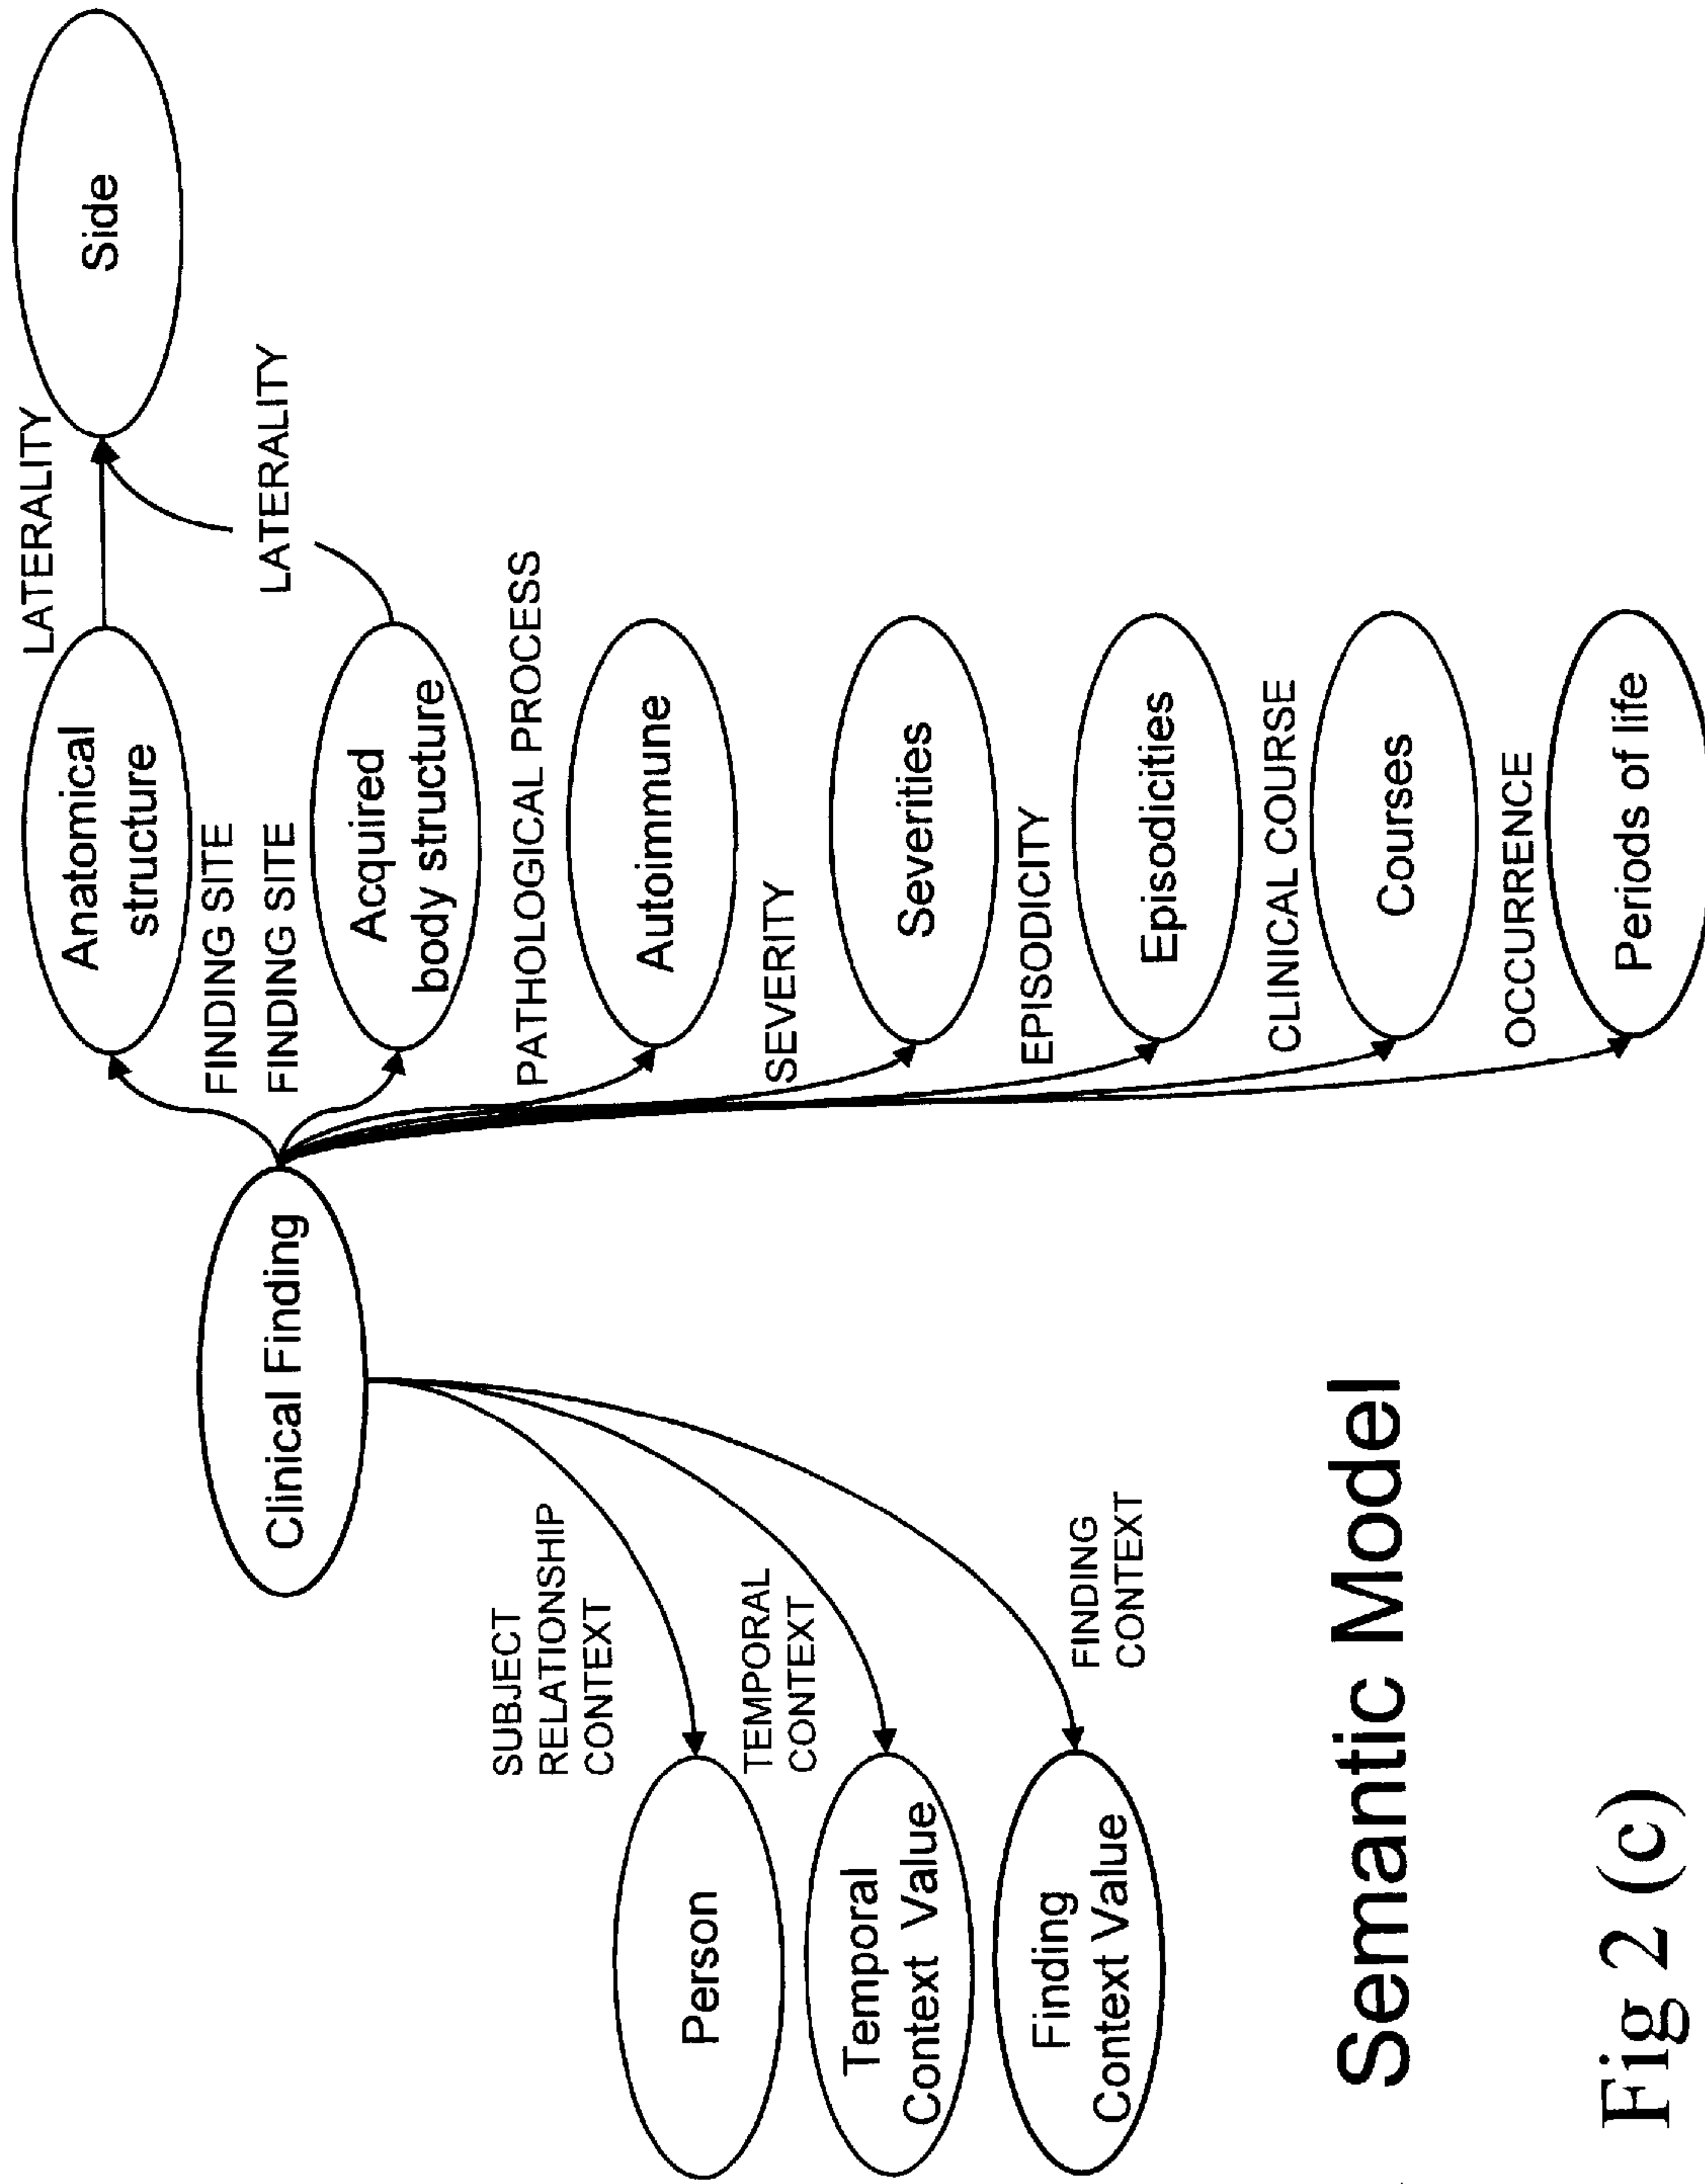 LATERALITY
Side
Anatomical
structure
LATERALITY
FINDING SITE
FINDING SITE
Clinical Finding
Acquired
body structure
PATHOLOGICAL PROCESS
Autoimmune
SUBJECT
RELATIONSHIP
CONTEXT
Person
SEVERITY
Severities
TEMPORAL
CONTEXT
Temporal
Context Value
EPISODICITY
Episodicities
FINDING
CONTEXT
Finding
Context Value
CLINICAL COURSE
Courses
OCCURRENCE
Periods of life
Semantic Model
Fig 2 (c)